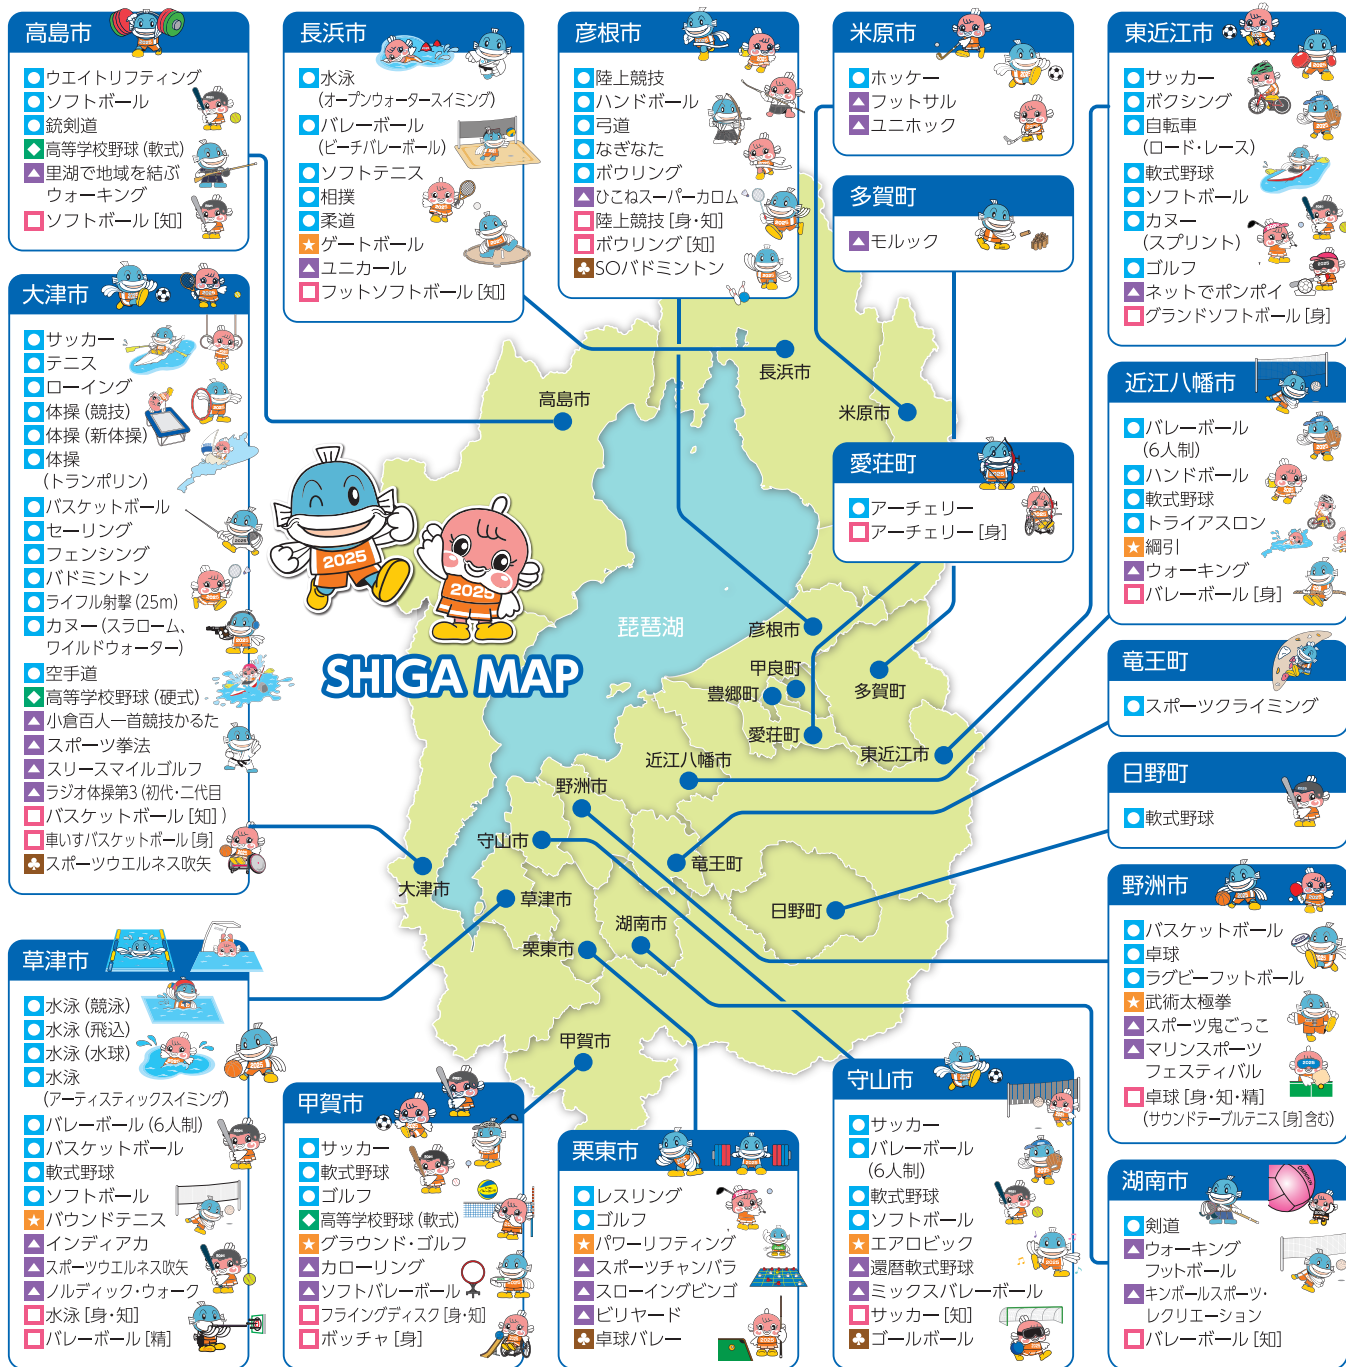 高島市
ウエイトリフティング
ソフトボール
銃剣道
高等学校野球(軟式)
里湖で地域を結ぶ
ウォーキング
ソフトボール[知]
長浜市
水泳
(オープンウォータースイミング)
バレーボール
(ビーチバレーボール)
ソフトテニス
相撲
柔道
ゲートボール
ユニカール
フットソフトボール[知]
彦根市
陸上競技
ハンドボール
弓道
なぎなた
ボウリング
ひこねスーパーカロム
陸上競技[身・知]
ボウリング[知]
SOバドミントン
米原市
ホッケー
フットサル
ユニホック
多賀町
モルック
東近江市
サッカー
ボクシング
自転車
(ロード・レース)
軟式野球
ソフトボール
カヌー
(スプリント)
ゴルフ
ネットでポンポイ
グランドソフトボール[身]
大津市
サッカー
テニス
ローイング
体操(競技)
体操(新体操)
体操
(トランポリン)
バスケットボール
セーリング
フェンシング
バドミントン
ライフル射撃(25m)
カヌー(スラローム、
ワイルドウォーター)
空手道
高等学校野球(硬式)
小倉百人一首競技かるた
スポーツ拳法
スリースマイルゴルフ
ラジオ体操第3(初代・二代目
バスケットボール[知])
車いすバスケットボール[身]
スポーツウエルネス吹矢
愛荘町
アーチェリー
アーチェリー[身]
近江八幡市
バレーボール
(6人制)
ハンドボール
軟式野球
トライアスロン
綱引
ウォーキング
バレーボール[身]
竜王町
スポーツクライミング
日野町
軟式野球
2025
2025
SHIGA MAP
琵琶湖
高島市
長浜市
米原市
彦根市
甲良町
豊郷町
多賀町
愛荘町
東近江市
近江八幡市
野洲市
守山市
竜王町
大津市
草津市
湖南市
日野町
栗東市
甲賀市
草津市
水泳(競泳)
水泳(飛込)
水泳(水球)
水泳
(アーティスティックスイミング)
バレーボール(6人制)
バスケットボール
軟式野球
ソフトボール
バウンドテニス
インディアカ
スポーツウエルネス吹矢
ノルディック・ウォーク
水泳[身・知]
バレーボール[精]
甲賀市
サッカー
軟式野球
ゴルフ
高等学校野球(軟式)
グラウンド・ゴルフ
カローリング
ソフトバレーボール
フライングディスク[身・知]
ボッチャ[身]
栗東市
レスリング
ゴルフ
パワーリフティング
スポーツチャンバラ
スローイングビンゴ
ビリヤード
卓球バレー
守山市
サッカー
バレーボール
(6人制)
軟式野球
ソフトボール
エアロビック
還暦軟式野球
ミックスバレーボール
サッカー[知]
ゴールボール
野洲市
バスケットボール
卓球
ラグビーフットボール
武術太極拳
スポーツ鬼ごっこ
マリンスポーツ
フェスティバル
卓球[身・知・精]
(サウンドテーブルテニス[身]含む)
湖南市
剣道
ウォーキング
フットボール
キンボールスポーツ・
レクリエーション
バレーボール[知]